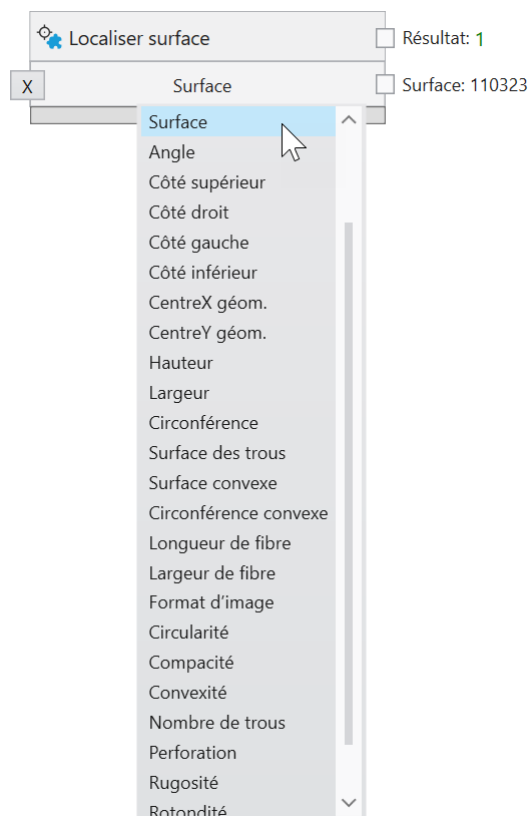 Localiser surface
Résultat: 1
X
Surface
Surface: 110323
Surface
Angle
Côté supérieur
Côté droit
Côté gauche
Côté inférieur
CentreX géom.
CentreY géom.
Hauteur
Largeur
Circonférence
Surface des trous
Surface convexe
Circonférence convexe
Longueur de fibre
Largeur de fibre
Format d'image
Circularité
Compacité
Convexité
Nombre de trous
Perforation
Rugosité
Rotondité